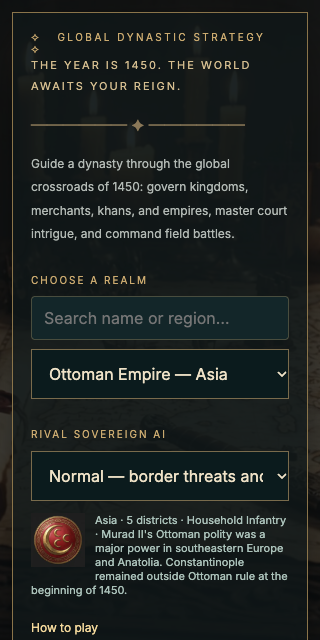 GLOBAL DYNASTIC STRATEGY
THE YEAR IS 1450. THE WORLD
AWAITS YOUR REIGN.
Guide a dynasty through the global
crossroads of 1450: govern kingdoms,
merchants, khans, and empires, master court
intrigue, and command field battles.
CHOOSE A REALM
Search name or region...
Ottoman Empire — Asia
RIVAL SOVEREIGN AI
Normal — border threats and
Asia · 5 districts · Household Infantry
· Murad II's Ottoman polity was a
major power in southeastern Europe
and Anatolia. Constantinople
remained outside Ottoman rule at the
beginning of 1450.
How to play